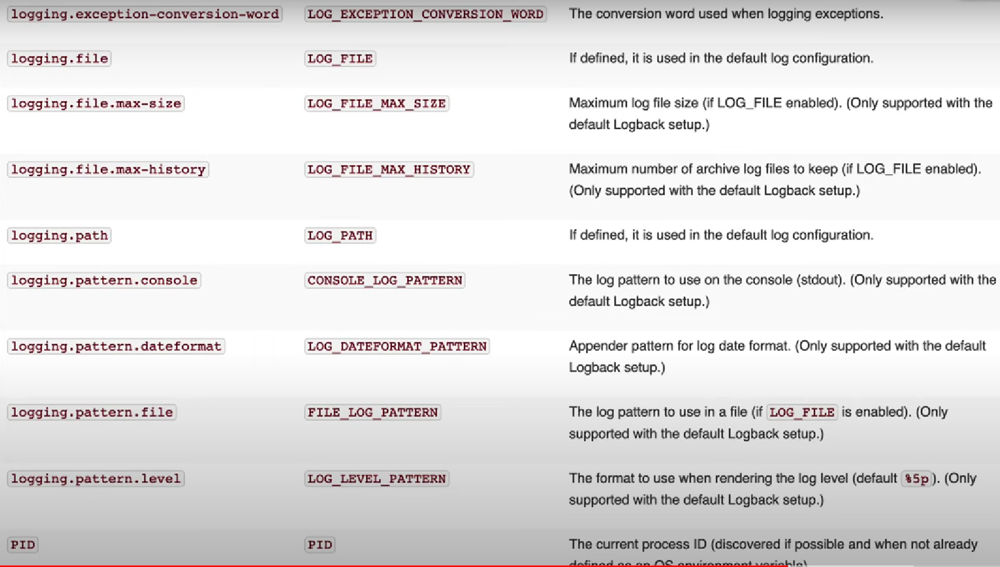 logging.exception-conversion-word LOG_EXCEPTION_CONVERSION_WORD The conversion word used when logging exceptions.
logging.file LOG_FILE If defined, it is used in the default log configuration.
logging.file.max-size LOG_FILE_MAX_SIZE Maximum log file size (if LOG_FILE enabled). (Only supported with the
default Logback setup.)
logging.file.max-history LOG_FILE_MAX_HISTORY Maximum number of archive log files to keep (if LOG_FILE enabled).
(Only supported with the default Logback setup.)
logging.path LOG_PATH If defined, it is used in the default log configuration.
logging.pattern.console CONSOLE_LOG_PATTERN The log pattern to use on the console (stdout). (Only supported with the
default Logback setup.)
logging.pattern.dateformat LOG_DATEFORMAT_PATTERN Appender pattern for log date format. (Only supported with the default
Logback setup.)
logging.pattern.file FILE_LOG_PATTERN The log pattern to use in a file (if LOG_FILE is enabled). (Only
supported with the default Logback setup.)
logging.pattern.level LOG_LEVEL_PATTERN The format to use when rendering the log level (default %5p). (Only
supported with the default Logback setup.)
PID PID The current process ID (discovered if possible and when not already
defined as an OS environment variable)